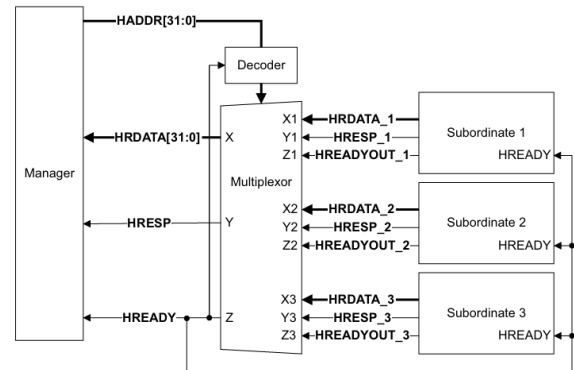 HADDR[31:0]
Decoder
X1
HRDATA_1
Y1
HRESP_1
Subordinate 1
HRDATA[31:0]
X
Z1
HREADYOUT_1
HREADY
Manager
Multiplexor
X2
HRDATA_2
HRESP
Y
Y2
HRESP_2
Subordinate 2
Z2
HREADYOUT_2
HREADY
X3
HRDATA_3
HREADY
Z
Y3
HRESP_3
Subordinate 3
Z3
HREADYOUT_3
HREADY